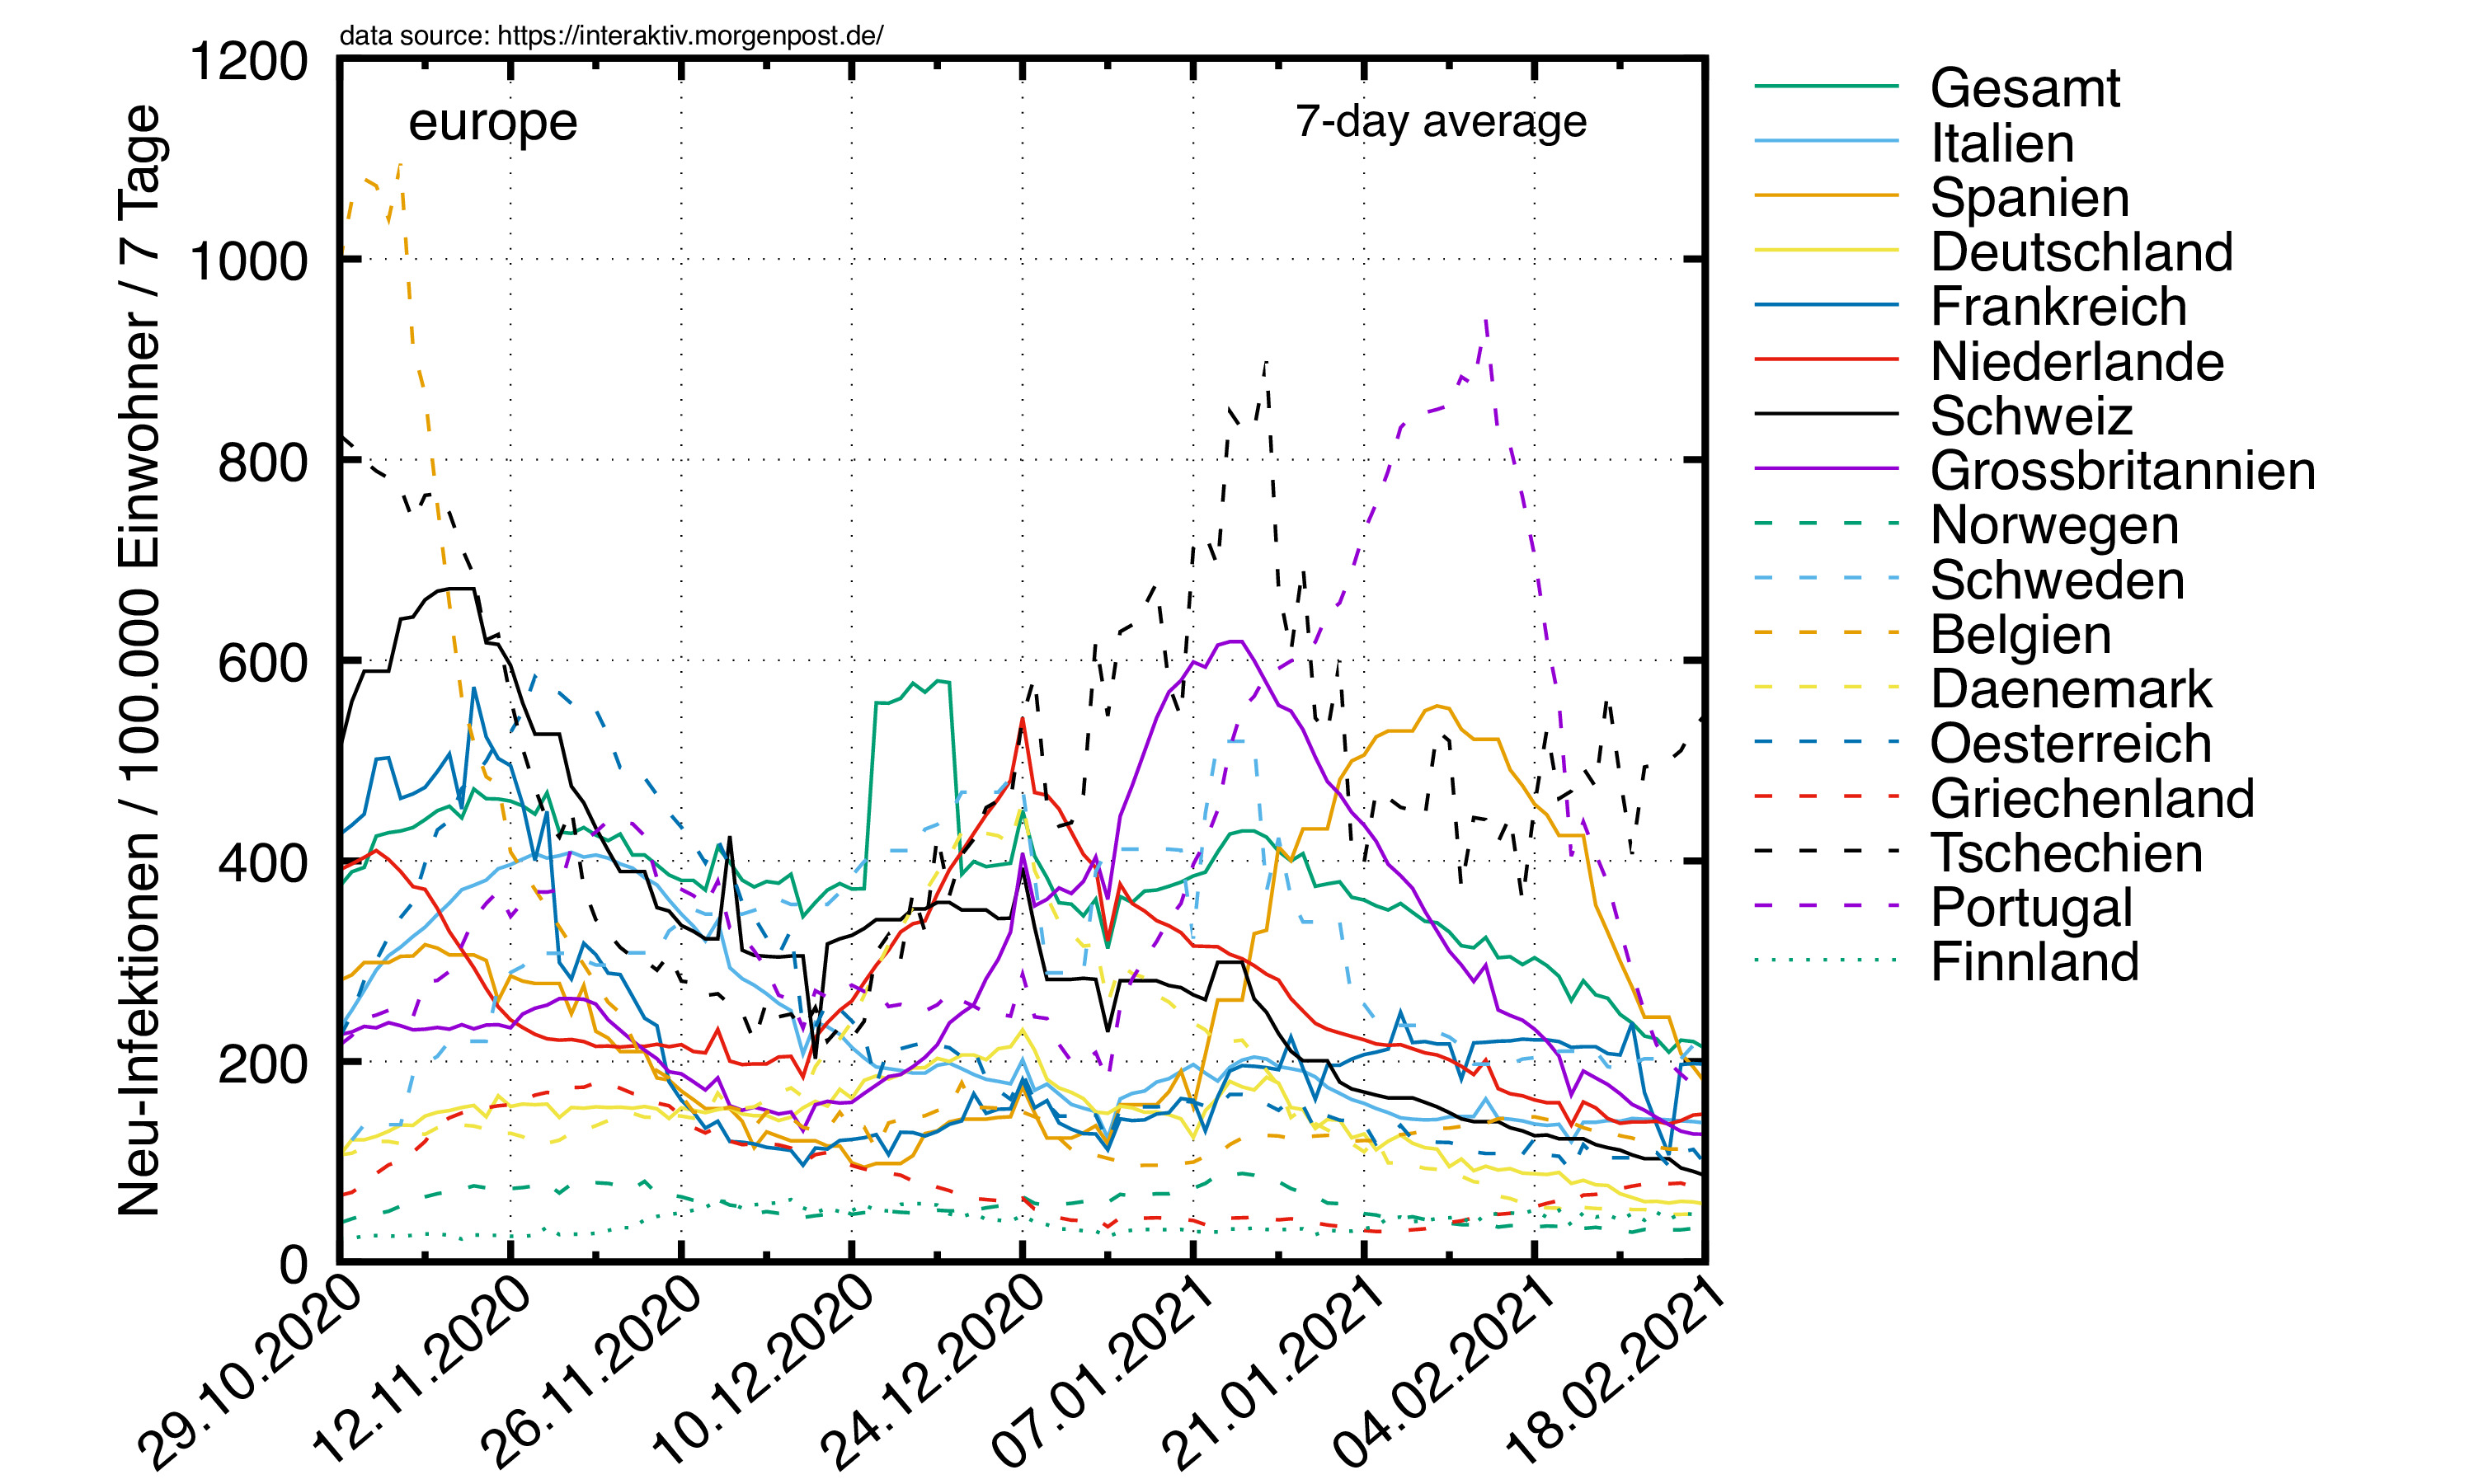 data source: https://interaktiv.morgenpost.de/
europe
7-day average
Neu-Infektionen / 100.000 Einwohner / 7 Tage
1200
1000
800
600
400
200
0
29.10.2020
12.11.2020
26.11.2020
10.12.2020
24.12.2020
07.01.2021
21.01.2021
04.02.2021
18.02.2021
Gesamt
Italien
Spanien
Deutschland
Frankreich
Niederlande
Schweiz
Grossbritannien
Norwegen
Schweden
Belgien
Daenemark
Oesterreich
Griechenland
Tschechien
Portugal
Finnland